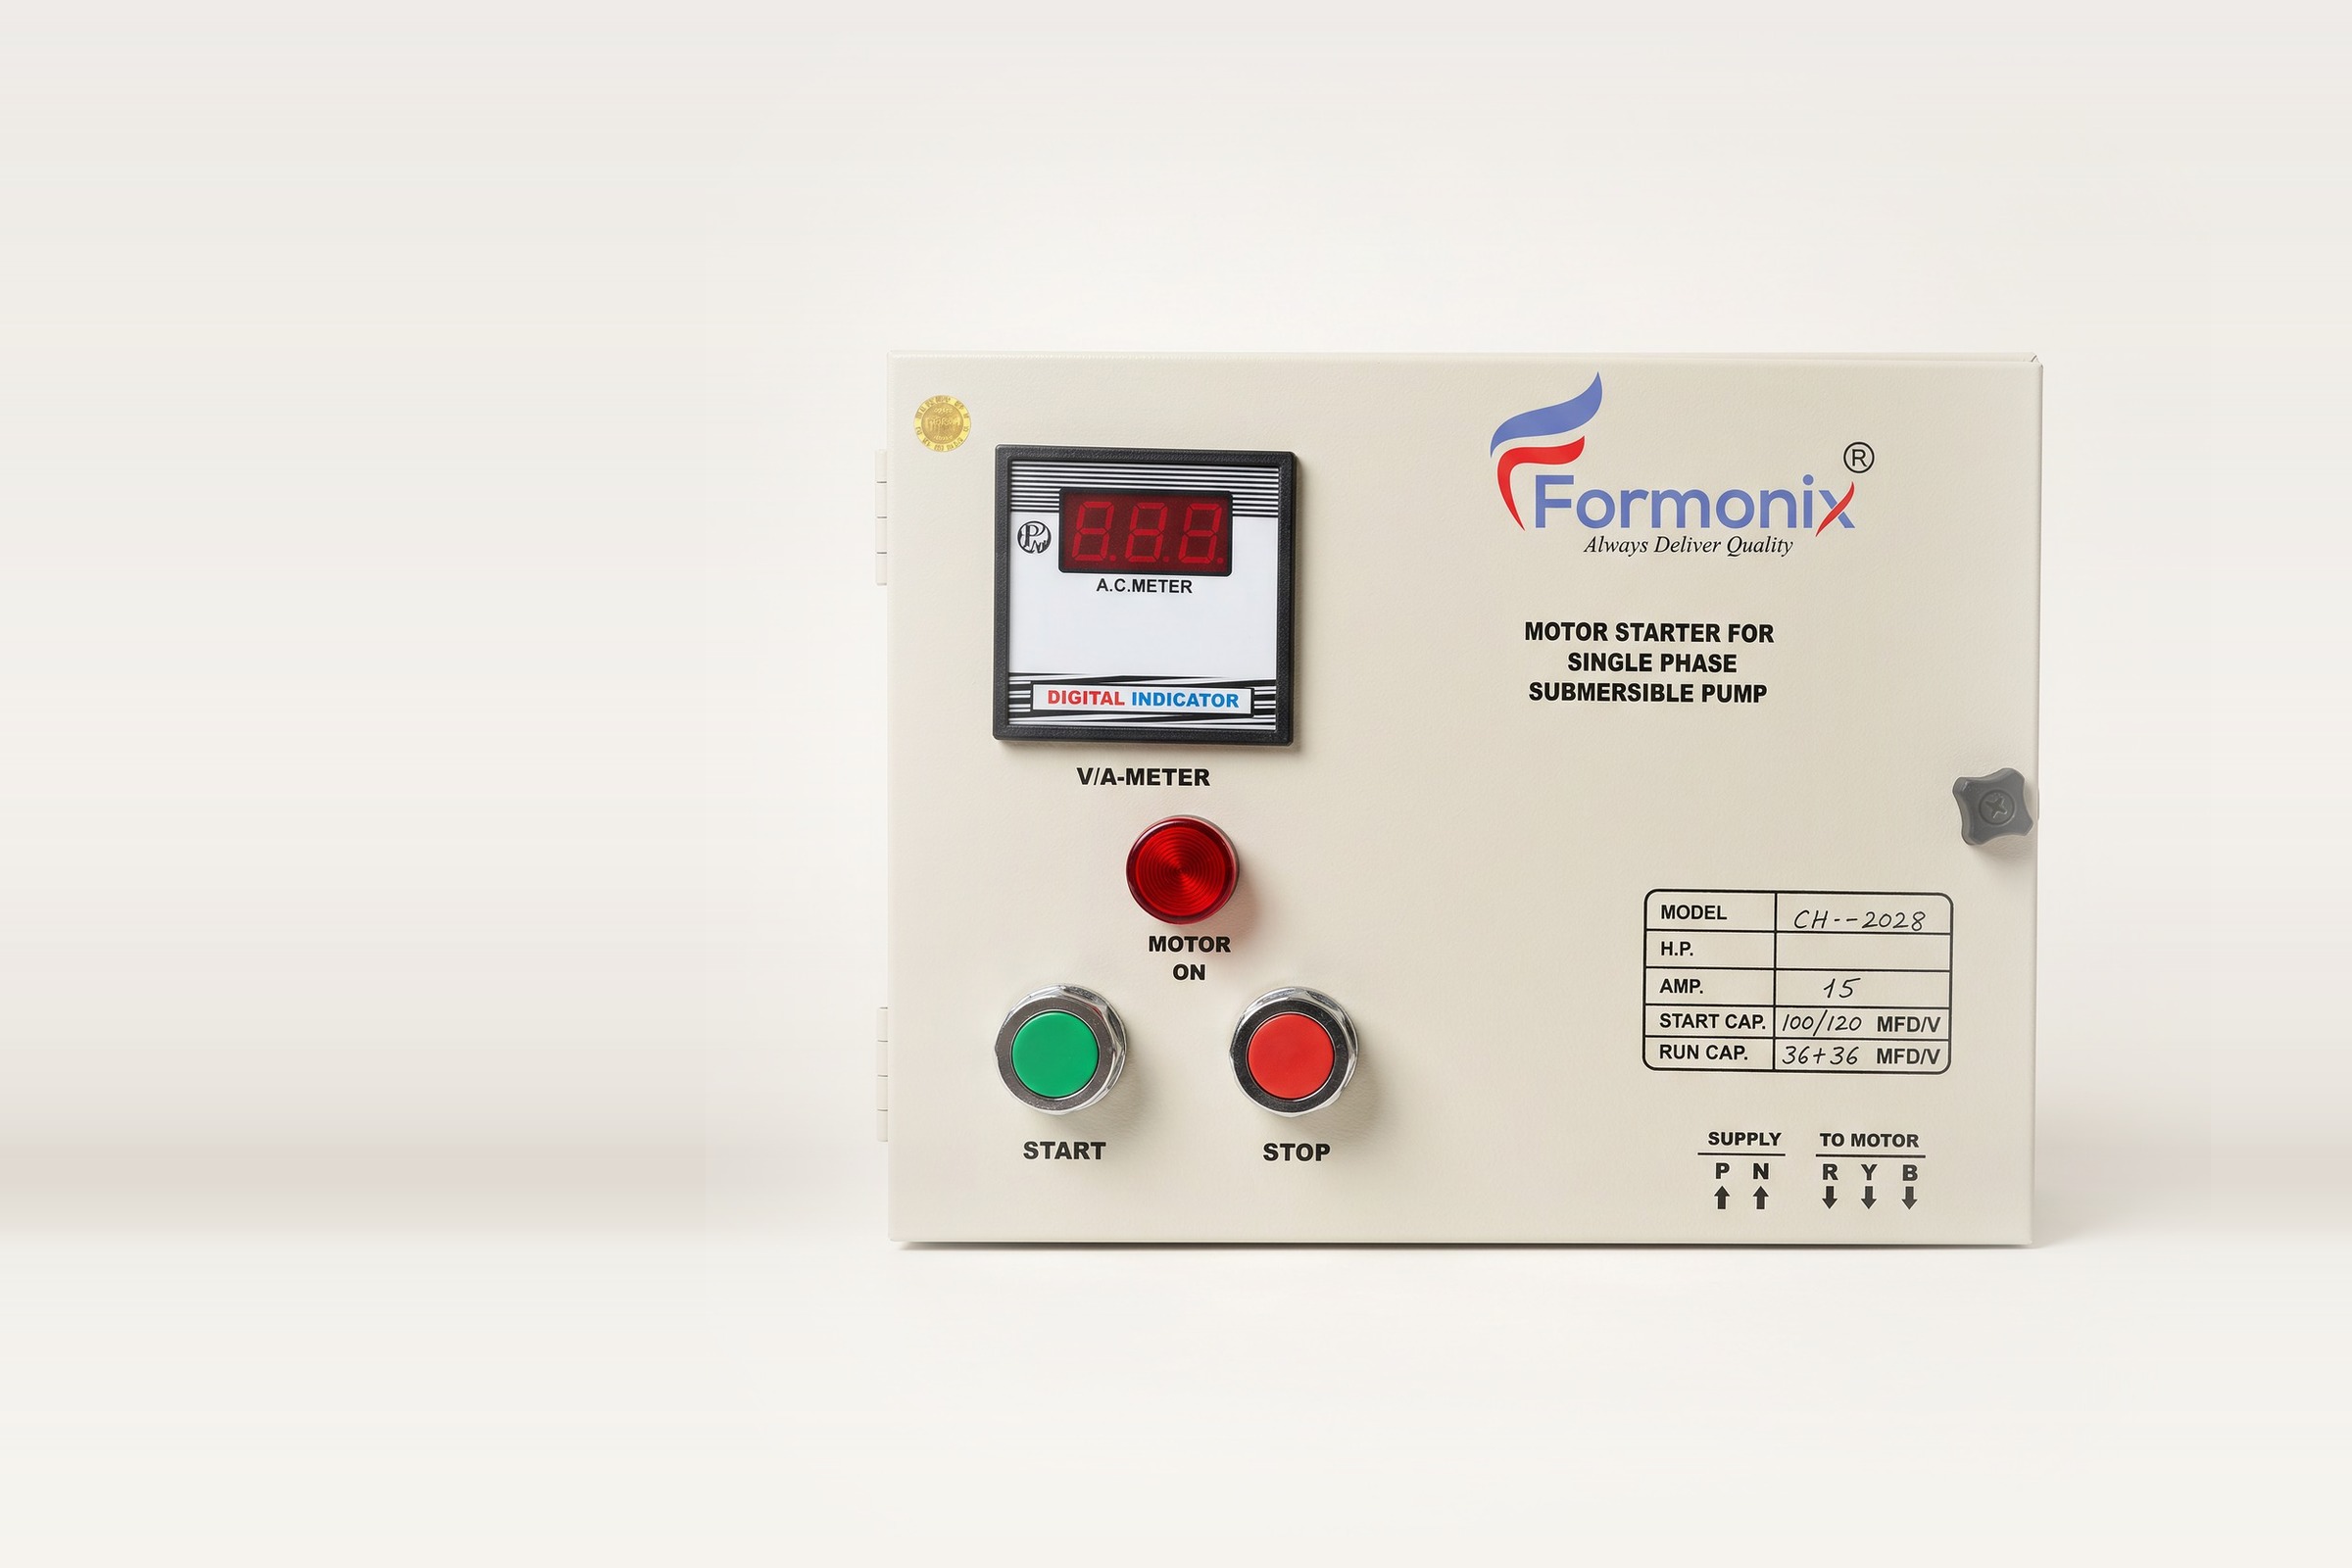 Formonix ®
Always Deliver Quality
A.C.METER
DIGITAL INDICATOR
V/A-METER
MOTOR STARTER FOR
SINGLE PHASE
SUBMERSIBLE PUMP
MOTOR
ON
START
STOP
MODEL CH--2028
H.P.
AMP. 15
START CAP. 100/120 MFD/V
RUN CAP. 36+36 MFD/V
SUPPLY
P N
TO MOTOR
R Y B